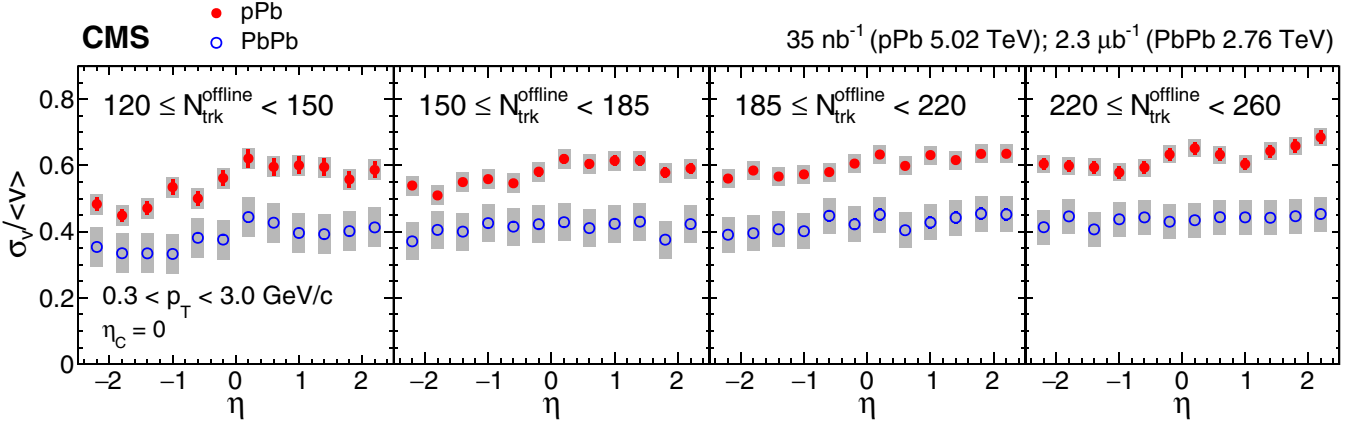 CMS
pPb
PbPb
35 nb⁻¹ (pPb 5.02 TeV); 2.3 μb⁻¹ (PbPb 2.76 TeV)
σ_V/<v>
0.8
0.6
0.4
0.2
0
120 ≤ N_trk^offline < 150
150 ≤ N_trk^offline < 185
185 ≤ N_trk^offline < 220
220 ≤ N_trk^offline < 260
0.3 < p_T < 3.0 GeV/c
η_C = 0
−2 −1 0 1 2 −2 −1 0 1 2 −2 −1 0 1 2 −2 −1 0 1 2
η η η η